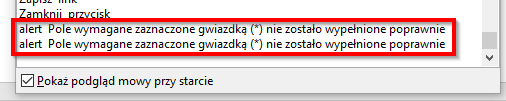 Zapisz link
Zamknij przycisk
alert Pole wymagane zaznaczone gwiazdką (*) nie zostało wypełnione poprawnie
alert Pole wymagane zaznaczone gwiazdką (*) nie zostało wypełnione poprawnie
Pokaż podgląd mowy przy starcie